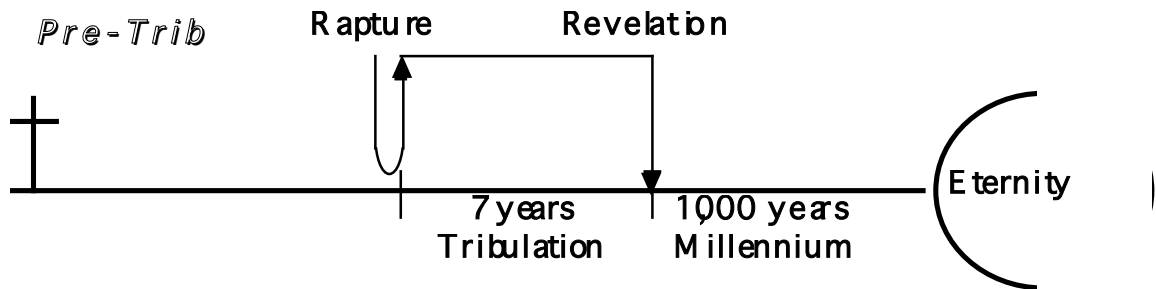 Pre-Trib
Rapture
Revelation
Eternity
7 years
Tribulation
1,000 years
Millennium